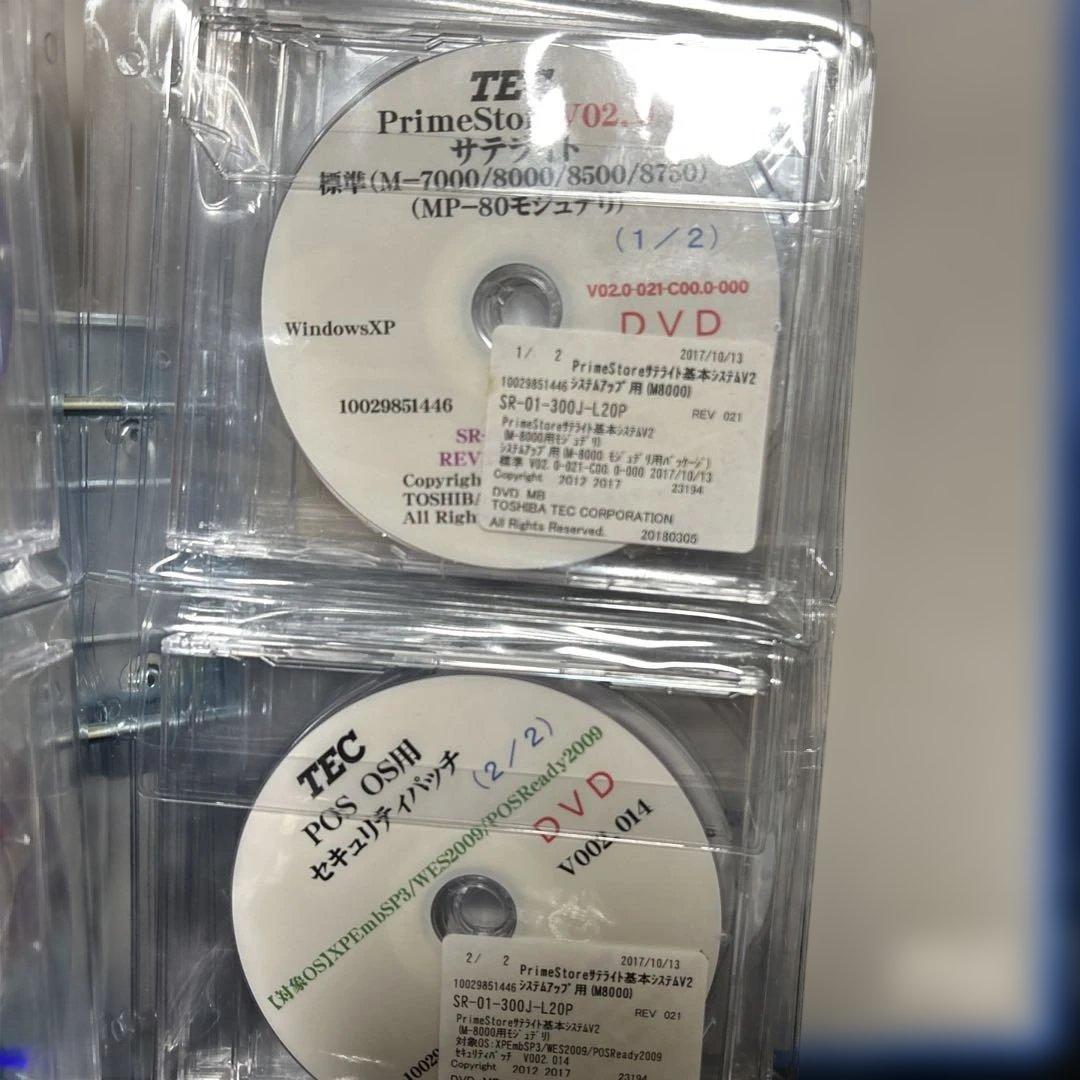 TEC
PrimeStore V02.0
サテライト
標準(M-7000/8000/8500/8750)
(MP-80モジュデリ)
(1/2)
V02.0-021-C00.0-000
DVD
WindowsXP
10029851446
SR-
REV
Copyrigh
TOSHIBA
All Righ
1/ 2 2017/10/13
PrimeStoreサテライト基本システムV2
10029851446 システムアップ用(M8000)
SR-01-300J-L20P REV 021
PrimeStoreサテライト基本システムV2
(M-8000用モジュデリ)
システムアップ用(M-8000 モジュデリ用パッケージ)
標準 V02.0-021-C00.0-000 2017/10/13
Copyright 2012 2017 23194
DVD MB
TOSHIBA TEC CORPORATION
All Rights Reserved. 20180305
TEC
POS OS用
セキュリティパッチ
(2/2)
【対象OS】XPEmbSP3/WES2009/POSReady2009
DVD
V002.014
2/ 2 2017/10/13
PrimeStoreサテライト基本システムV2
10029851446 システムアップ用(M8000)
SR-01-300J-L20P REV 021
PrimeStoreサテライト基本システムV2
(M-8000用モジュデリ)
対象OS:XPEmbSP3/WES2009/POSReady2009
セキュリティパッチ V002.014
Copyright 2012 2017 23194
10029